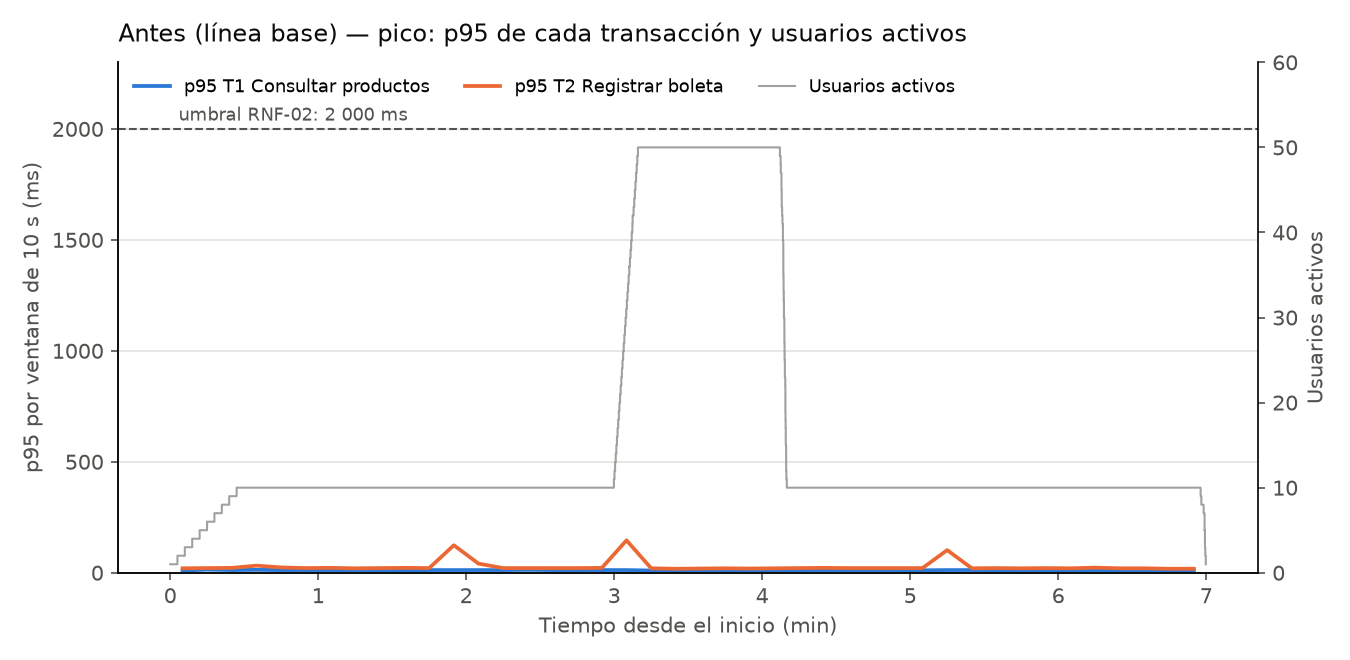 Antes (línea base) — pico: p95 de cada transacción y usuarios activos
p95 T1 Consultar productos
p95 T2 Registrar boleta
Usuarios activos
umbral RNF-02: 2 000 ms
p95 por ventana de 10 s (ms)
2000
1500
1000
500
0
60
50
40
30
20
10
0
Usuarios activos
0 1 2 3 4 5 6 7
Tiempo desde el inicio (min)